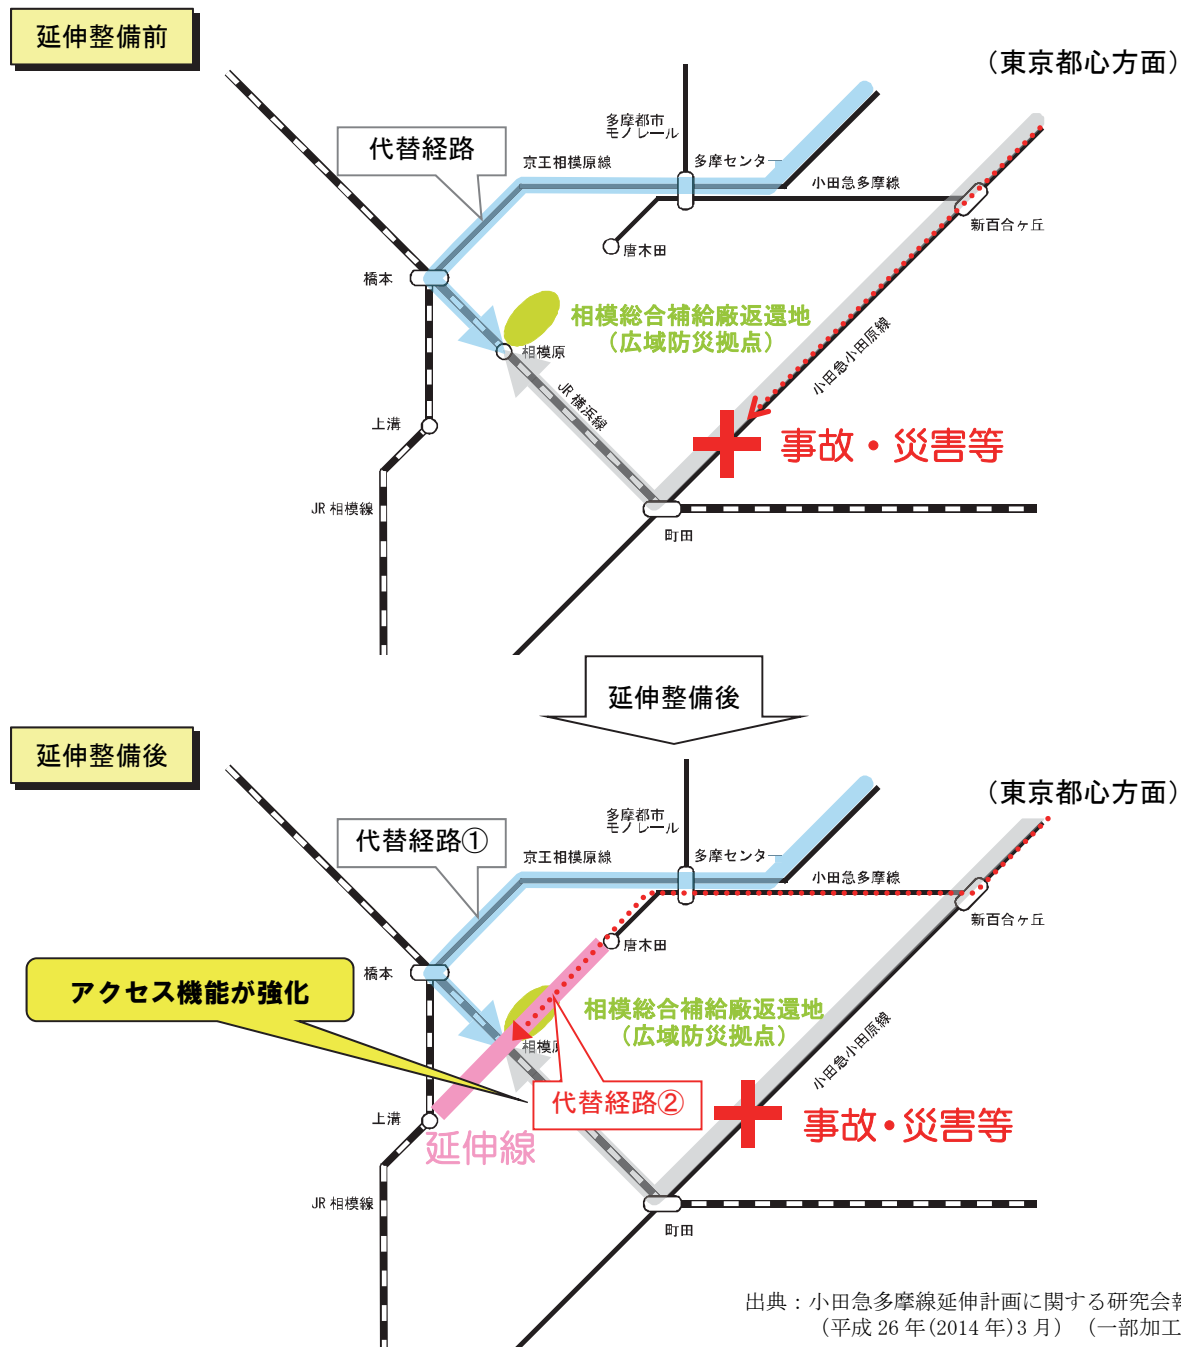 延伸整備前
（東京都心方面）
多摩都市
モノレール
代替経路
京王相模原線
多摩センター
小田急多摩線
新百合ヶ丘
唐木田
橋本
相模総合補給廠返還地
（広域防災拠点）
相模原
小田急小田原線
JR横浜線
上溝
事故・災害等
JR 相模線
町田
延伸整備後
延伸整備後
（東京都心方面）
多摩都市
モノレール
代替経路①
京王相模原線
多摩センター
小田急多摩線
新百合ヶ丘
唐木田
橋本
アクセス機能が強化
相模総合補給廠返還地
（広域防災拠点）
相模原
小田急小田原線
代替経路②
上溝
事故・災害等
延伸線
JR 相模線
町田
出典：小田急多摩線延伸計画に関する研究会報
（平成 26 年(2014 年)3 月）（一部加工